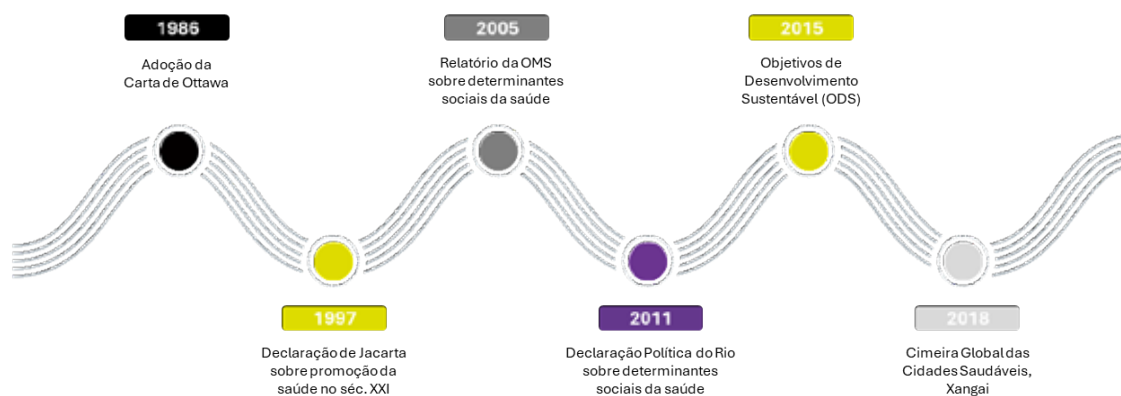 1986
Adoção da
Carta de Ottawa
2005
Relatório da OMS
sobre determinantes
sociais da saúde
2015
Objetivos de
Desenvolvimento
Sustentável (ODS)
1997
Declaração de Jacarta
sobre promoção da
saúde no séc. XXI
2011
Declaração Política do Rio
sobre determinantes
sociais da saúde
2018
Cimeira Global das
Cidades Saudáveis,
Xangai